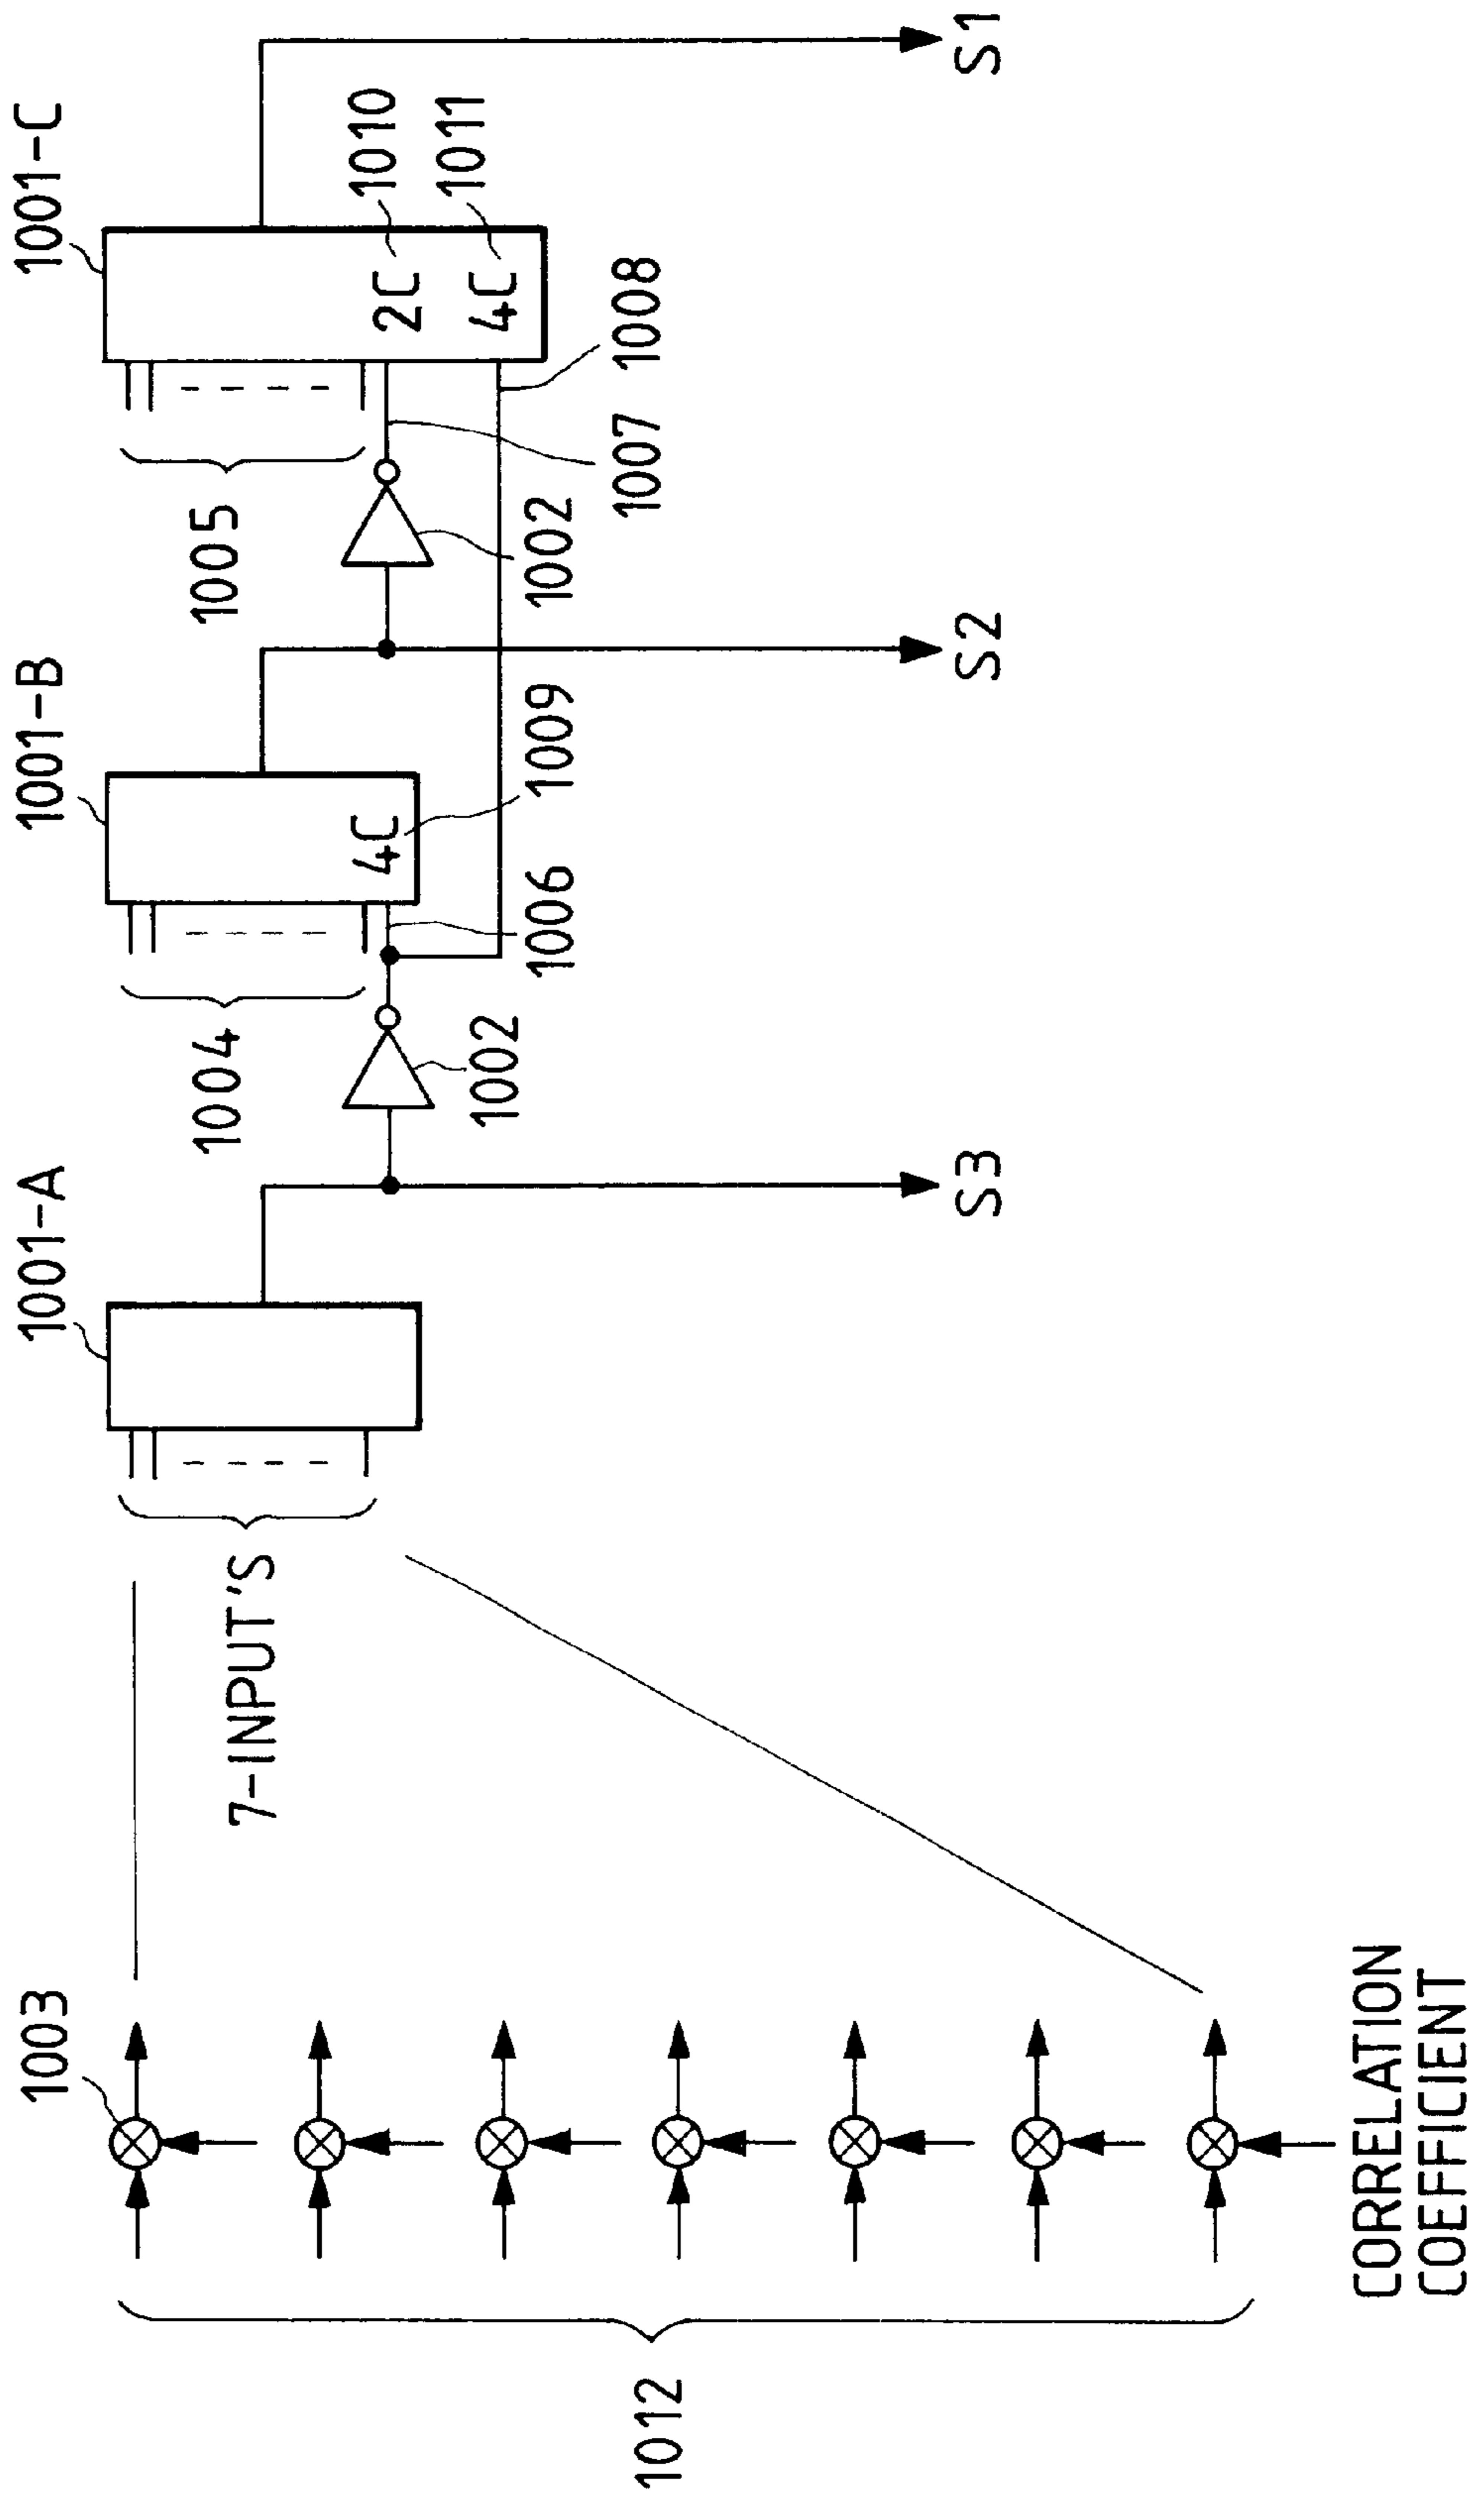 1001-A
1001-B
1001-C
1003
7-INPUT'S
1004
1005
1002
1002
4C
2C
4C
1009
1010
1011
1006
1007
1008
S3
S2
S1
1012
CORRELATION
COEFFICIENT